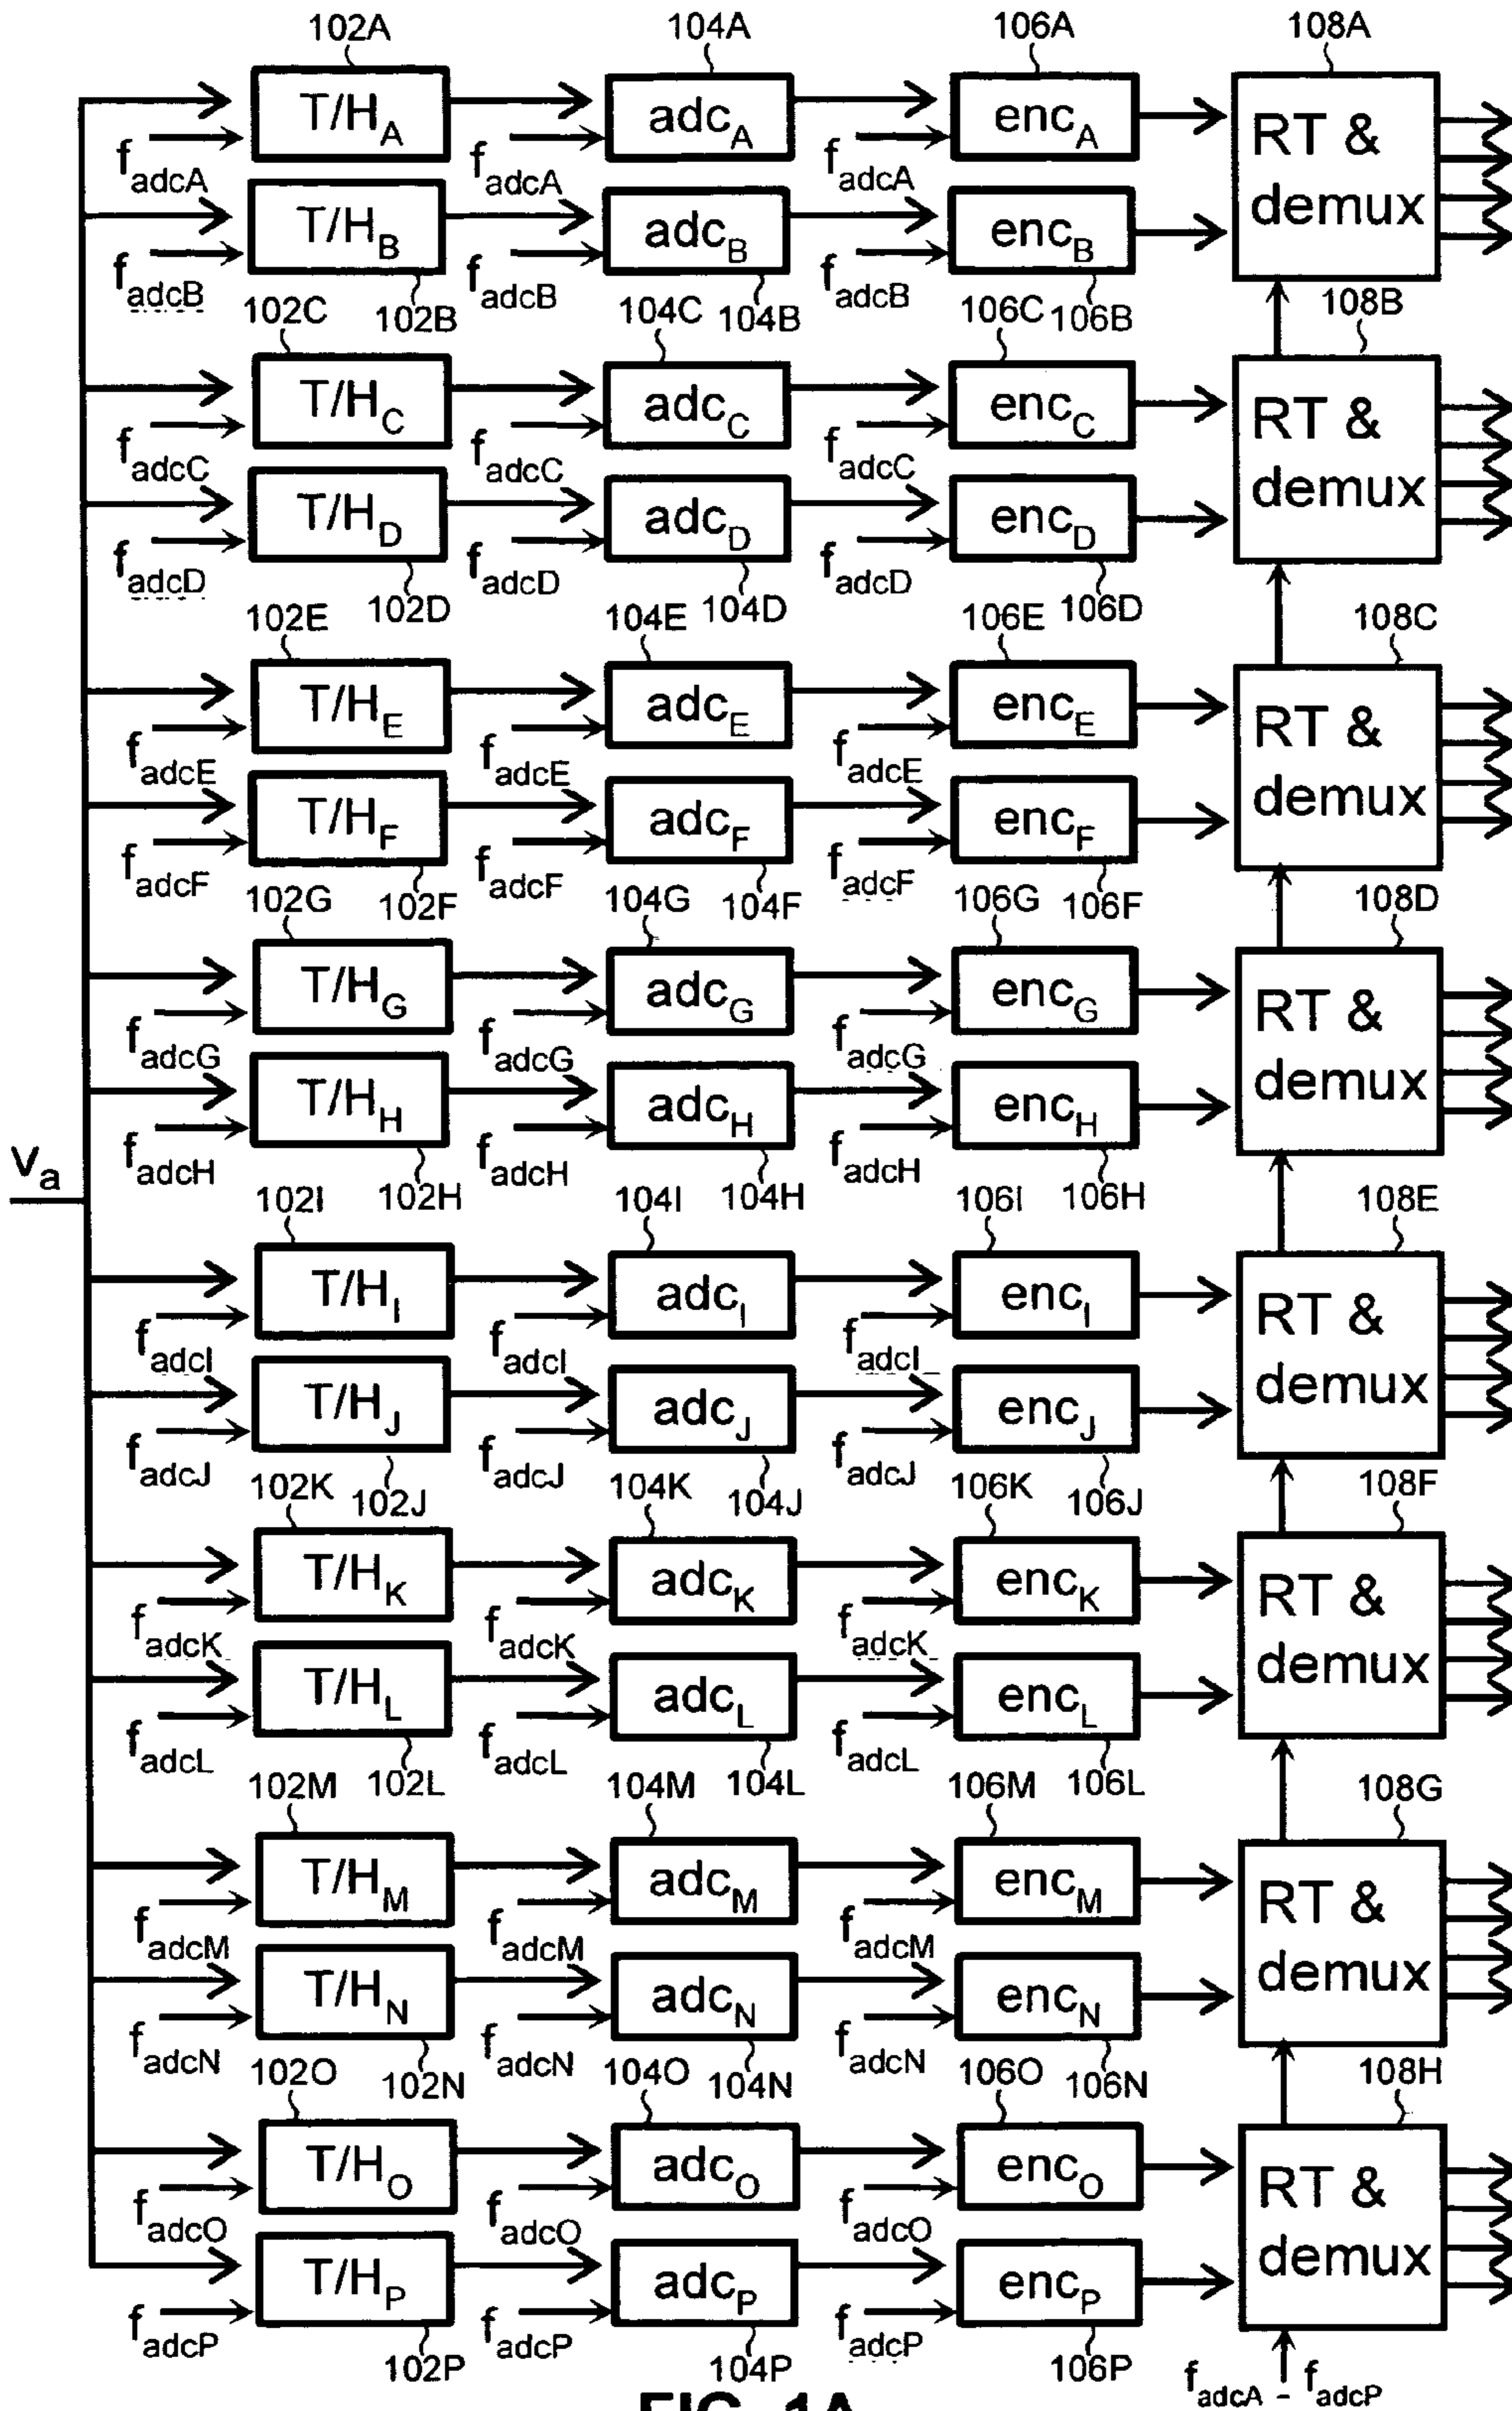 102A 104A 106A 108A
T/HA adcA encA RT &
demux
fadcA fadcA fadcA
T/HB adcB encB
fadcB fadcB fadcB
102B 104B 106B
102C 104C 106C 108B
T/HC adcC encC RT &
demux
fadcC fadcC fadcC
T/HD adcD encD
fadcD fadcD fadcD
102D 104D 106D
102E 104E 106E 108C
T/HE adcE encE RT &
demux
fadcE fadcE fadcE
T/HF adcF encF
fadcF fadcF fadcF
102F 104F 106F
102G 104G 106G 108D
T/HG adcG encG RT &
demux
fadcG fadcG fadcG
T/HH adcH encH
fadcH fadcH fadcH
va
102H 104H 106H
102I 104I 106I 108E
T/HI adcI encI RT &
demux
fadcI fadcI fadcI
T/HJ adcJ encJ
fadcJ fadcJ fadcJ
102J 104J 106J
102K 104K 106K 108F
T/HK adcK encK RT &
demux
fadcK fadcK fadcK
T/HL adcL encL
fadcL fadcL fadcL
102L 104L 106L
102M 104M 106M 108G
T/HM adcM encM RT &
demux
fadcM fadcM fadcM
T/HN adcN encN
fadcN fadcN fadcN
102N 104N 106N
102O 104O 106O 108H
T/HO adcO encO RT &
demux
fadcO fadcO fadcO
T/HP adcP encP
fadcP fadcP fadcP
102P 104P 106P
fadcA - fadcP
FIG. 1A